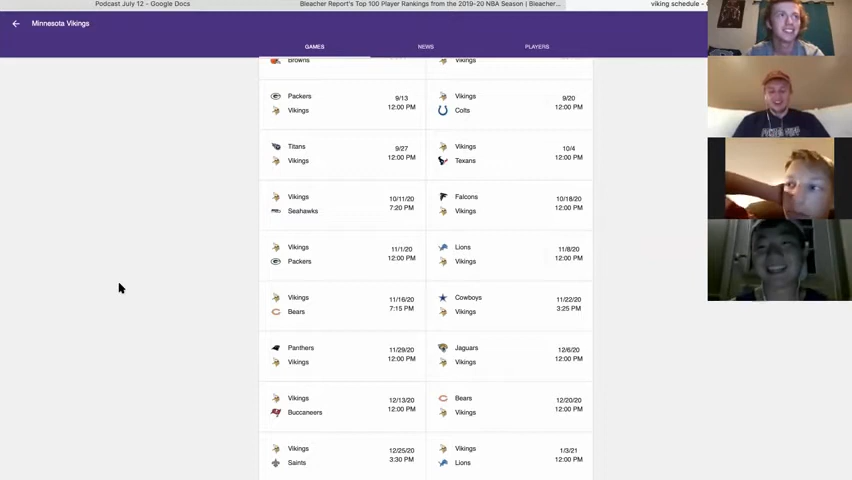 Podcast July 12 - Google Docs
Bleacher Report's Top 100 Player Rankings from the 2019-20 NBA Season | Bleacher...
viking schedule -
Minnesota Vikings
GAMES
NEWS
PLAYERS
Browns
Vikings
Packers
Vikings
9/13
12:00 PM
Vikings
Colts
9/20
12:00 PM
Titans
Vikings
9/27
12:00 PM
Vikings
Texans
10/4
12:00 PM
Vikings
Seahawks
10/11/20
7:20 PM
Falcons
Vikings
10/18/20
12:00 PM
Vikings
Packers
11/1/20
12:00 PM
Lions
Vikings
11/8/20
12:00 PM
Vikings
Bears
11/16/20
7:15 PM
Cowboys
Vikings
11/22/20
3:25 PM
Panthers
Vikings
11/29/20
12:00 PM
Jaguars
Vikings
12/6/20
12:00 PM
Vikings
Buccaneers
12/13/20
12:00 PM
Bears
Vikings
12/20/20
12:00 PM
Vikings
Saints
12/25/20
3:30 PM
Vikings
Lions
1/3/21
12:00 PM